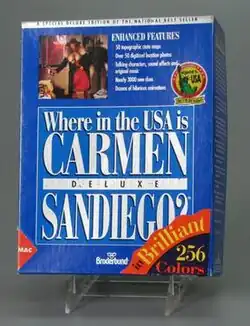 A SPECIAL DELUXE EDITION OF THE NATIONAL BEST SELLER
ENHANCED FEATURES
50 topographic state maps
Over 50 digitized location photos
Talking characters, sound effects and
original music
Nearly 3000 new clues
Dozens of hilarious animations
USA
Where in the USA is
CARMEN
DELUXE
SANDIEGO?
MAC
Brøderbund
in Brilliant
256
Colors